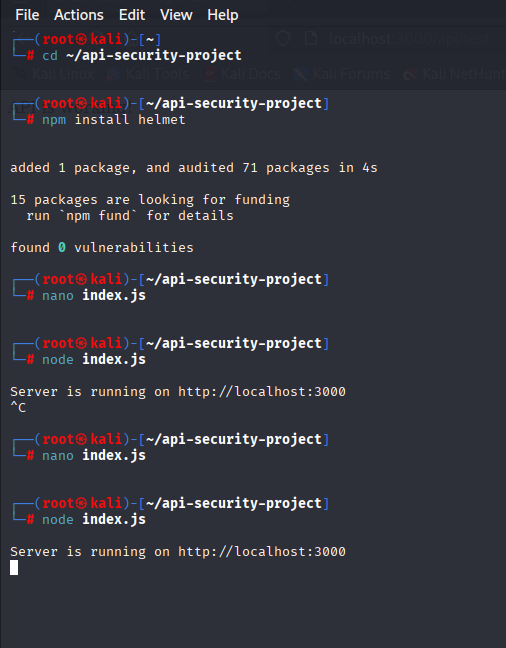 File Actions Edit View Help
┌──(root㉿kali)-[~]
└─# cd ~/api-security-project
┌──(root㉿kali)-[~/api-security-project]
└─# npm install helmet
added 1 package, and audited 71 packages in 4s
15 packages are looking for funding
run `npm fund` for details
found 0 vulnerabilities
┌──(root㉿kali)-[~/api-security-project]
└─# nano index.js
┌──(root㉿kali)-[~/api-security-project]
└─# node index.js
Server is running on http://localhost:3000
^C
┌──(root㉿kali)-[~/api-security-project]
└─# nano index.js
┌──(root㉿kali)-[~/api-security-project]
└─# node index.js
Server is running on http://localhost:3000